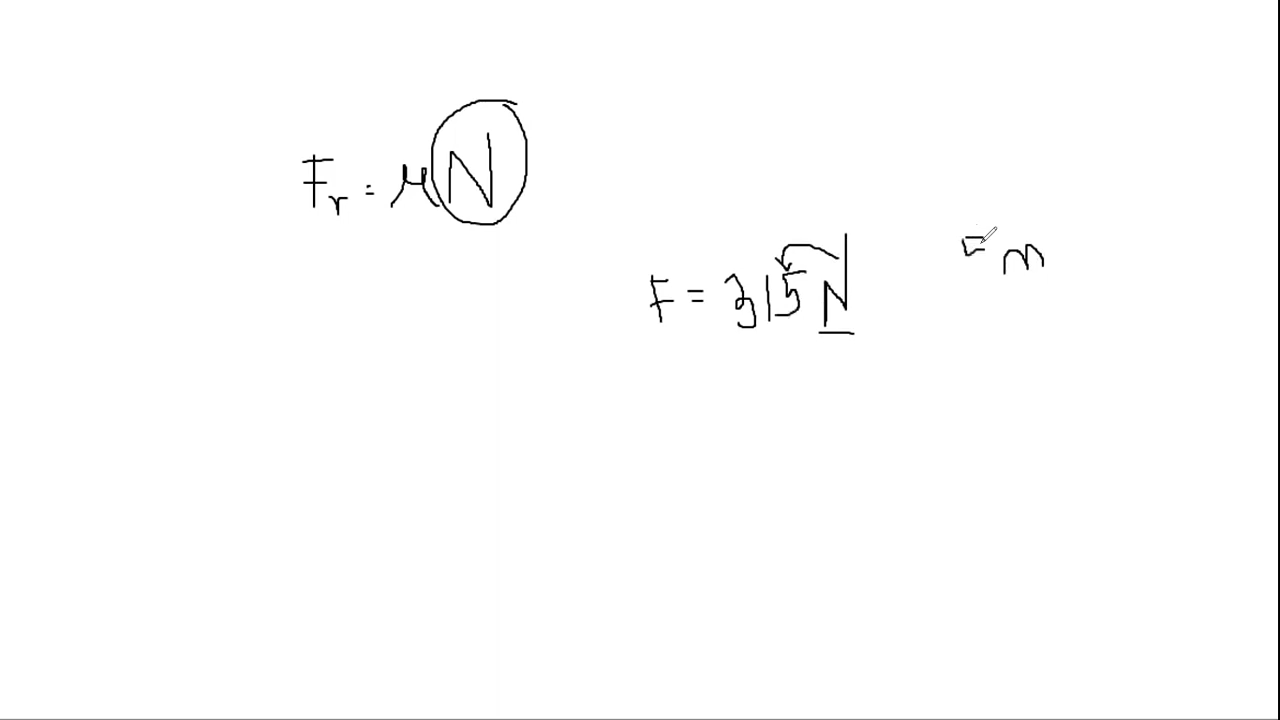 Fr = μN
F = 315 N
= m